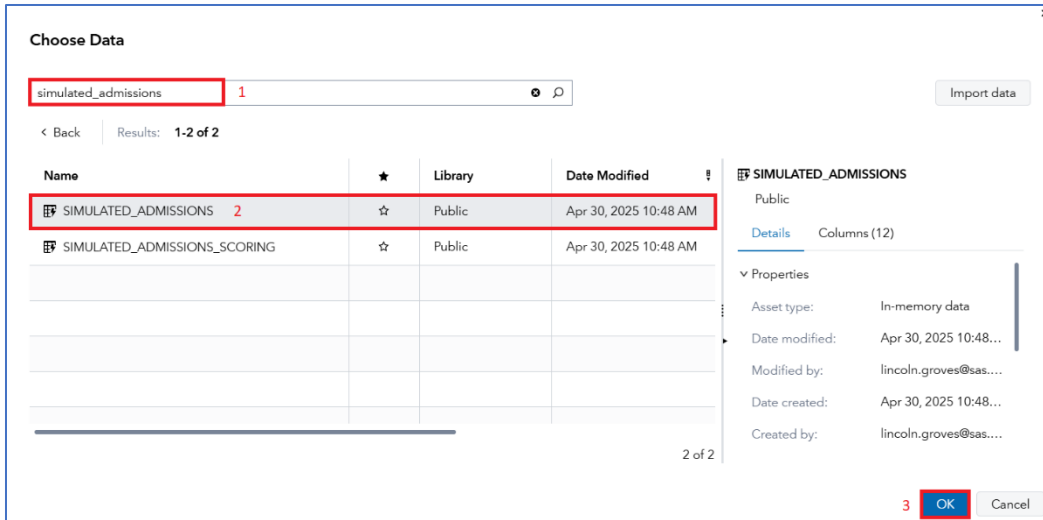 Choose Data
simulated_admissions 1
Import data
Back Results: 1-2 of 2
Name Library Date Modified
SIMULATED_ADMISSIONS 2 Public Apr 30, 2025 10:48 AM
SIMULATED_ADMISSIONS_SCORING Public Apr 30, 2025 10:48 AM
2 of 2
SIMULATED_ADMISSIONS
Public
Details Columns (12)
Properties
Asset type: In-memory data
Date modified: Apr 30, 2025 10:48...
Modified by: lincoln.groves@sas....
Date created: Apr 30, 2025 10:48...
Created by: lincoln.groves@sas....
3 OK Cancel